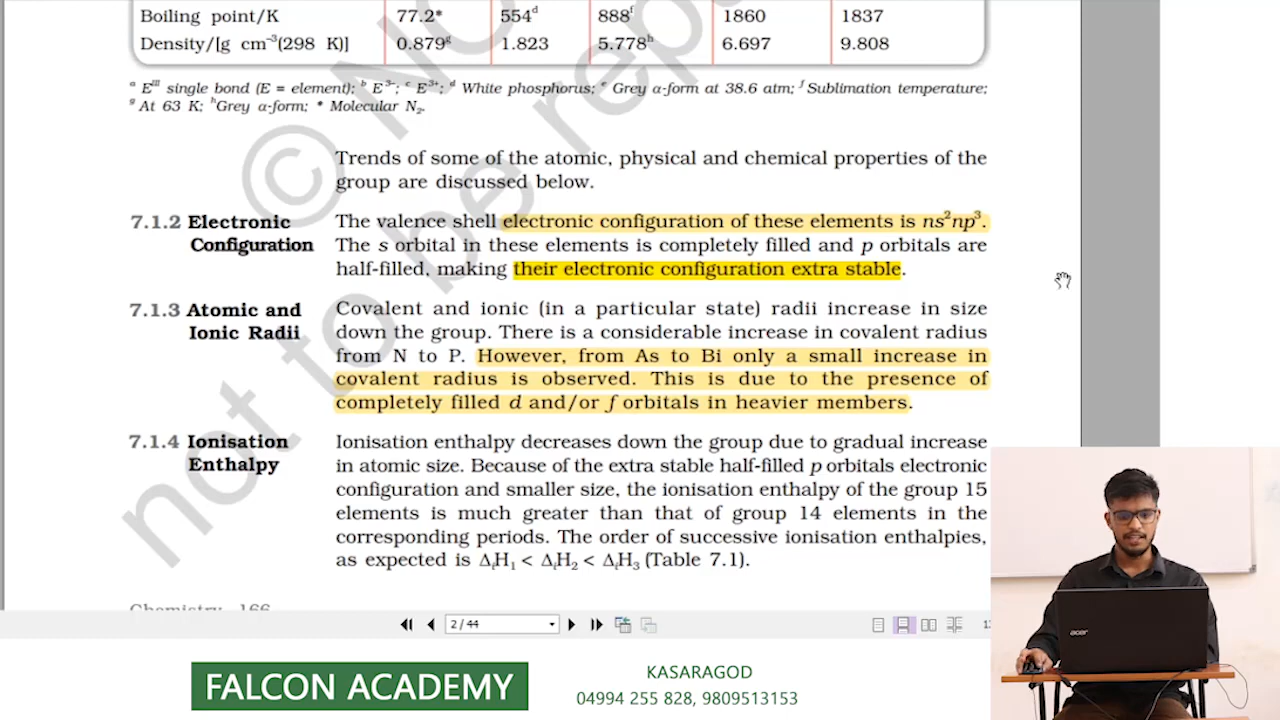 Boiling point/K 77.2* 554ᵈ 888ᶠ 1860 1837
Density/[g cm⁻³(298 K)] 0.879ᵍ 1.823 5.778ʰ 6.697 9.808
ᵃ Eᴵᴵᴵ single bond (E = element); ᵇ E³⁻; ᶜ E³⁺; ᵈ White phosphorus; ᵉ Grey α-form at 38.6 atm; ᶠ Sublimation temperature;
ᵍ At 63 K; ʰGrey α-form; * Molecular N₂.
Trends of some of the atomic, physical and chemical properties of the
group are discussed below.
7.1.2 Electronic
Configuration
The valence shell electronic configuration of these elements is ns²np³.
The s orbital in these elements is completely filled and p orbitals are
half-filled, making their electronic configuration extra stable.
7.1.3 Atomic and
Ionic Radii
Covalent and ionic (in a particular state) radii increase in size
down the group. There is a considerable increase in covalent radius
from N to P. However, from As to Bi only a small increase in
covalent radius is observed. This is due to the presence of
completely filled d and/or f orbitals in heavier members.
7.1.4 Ionisation
Enthalpy
Ionisation enthalpy decreases down the group due to gradual increase
in atomic size. Because of the extra stable half-filled p orbitals electronic
configuration and smaller size, the ionisation enthalpy of the group 15
elements is much greater than that of group 14 elements in the
corresponding periods. The order of successive ionisation enthalpies,
as expected is ΔᵢH₁ < ΔᵢH₂ < ΔᵢH₃ (Table 7.1).
Chemistry 166
©
not to be
2 / 44
acer
FALCON ACADEMY
KASARAGOD
04994 255 828, 9809513153